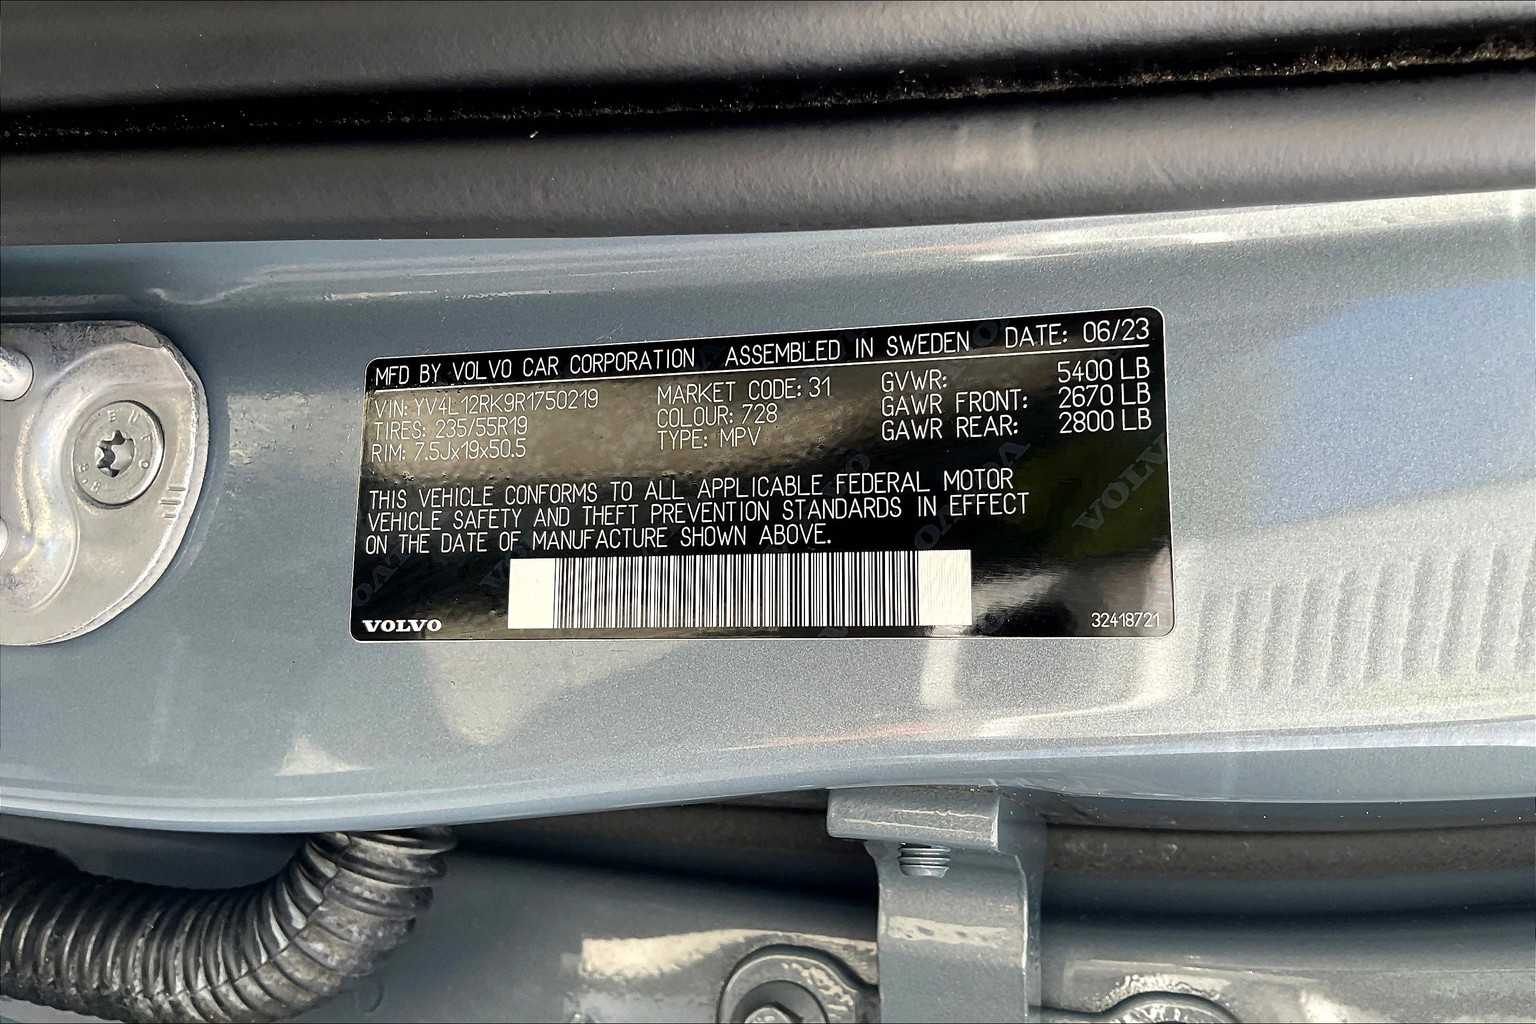 MFD BY VOLVO CAR CORPORATION ASSEMBLED IN SWEDEN DATE: 06/23
VIN: YV4L12RK9R1750219 MARKET CODE: 31 GVWR: 5400 LB
TIRES: 235/55R19 COLOUR: 728 GAWR FRONT: 2670 LB
RIM: 7.5Jx19x50.5 TYPE: MPV GAWR REAR: 2800 LB
THIS VEHICLE CONFORMS TO ALL APPLICABLE FEDERAL MOTOR
VEHICLE SAFETY AND THEFT PREVENTION STANDARDS IN EFFECT
ON THE DATE OF MANUFACTURE SHOWN ABOVE.
VOLVO 32418721